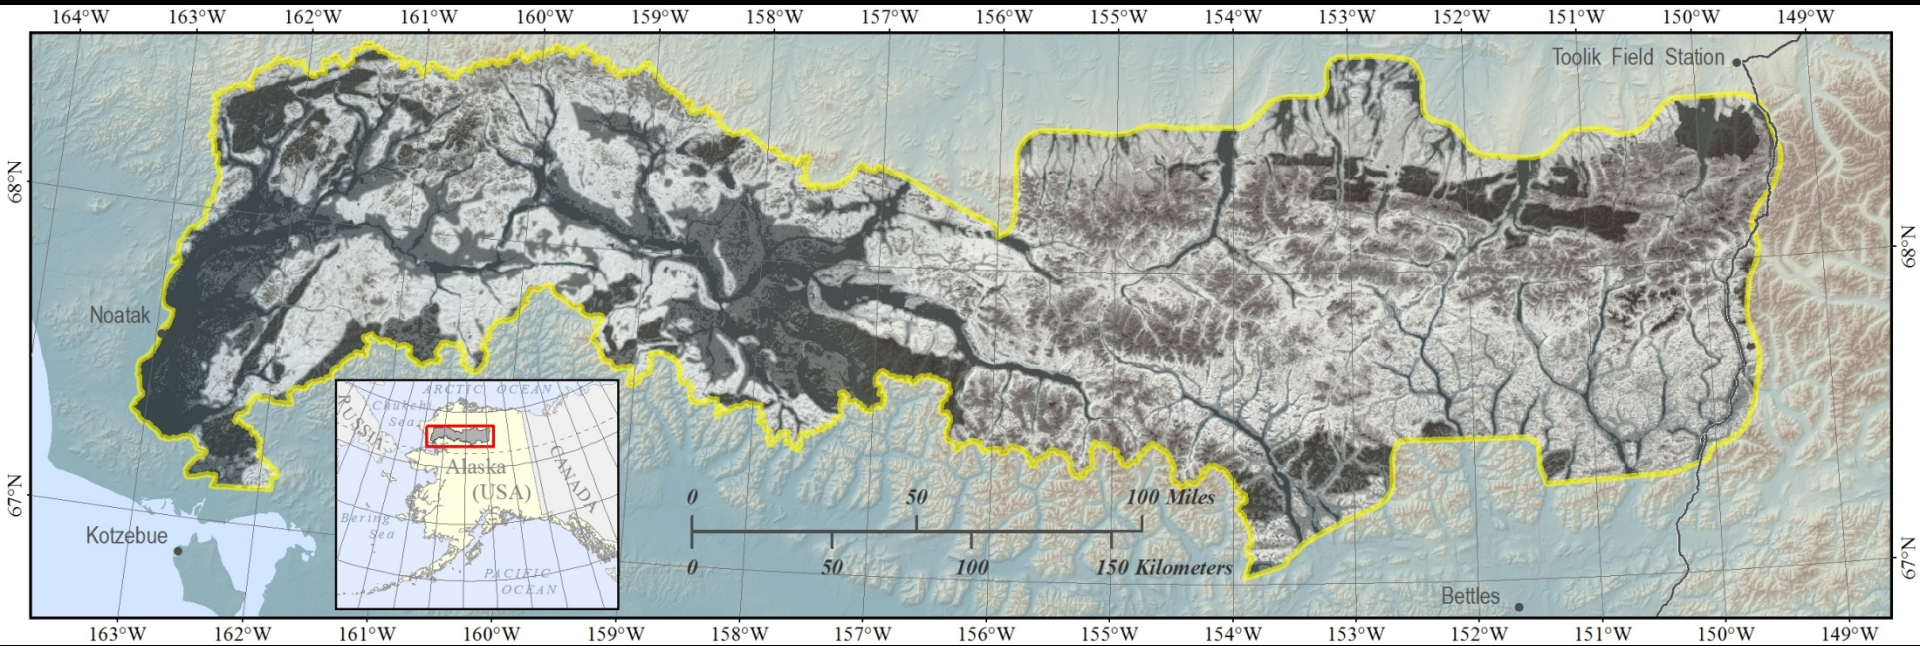 164°W 163°W 162°W 161°W 160°W 159°W 158°W 157°W 156°W 155°W 154°W 153°W 152°W 151°W 150°W 149°W
Toolik Field Station
68°N
68°N
Noatak
ARCTIC OCEAN
Chukchi
Sea
RUSSIA
CANADA
Alaska
(USA)
Bering
Sea
PACIFIC
OCEAN
0 50 100 Miles
0 50 100 150 Kilometers
67°N
67°N
Kotzebue
Bettles
163°W 162°W 161°W 160°W 159°W 158°W 157°W 156°W 155°W 154°W 153°W 152°W 151°W 150°W 149°W